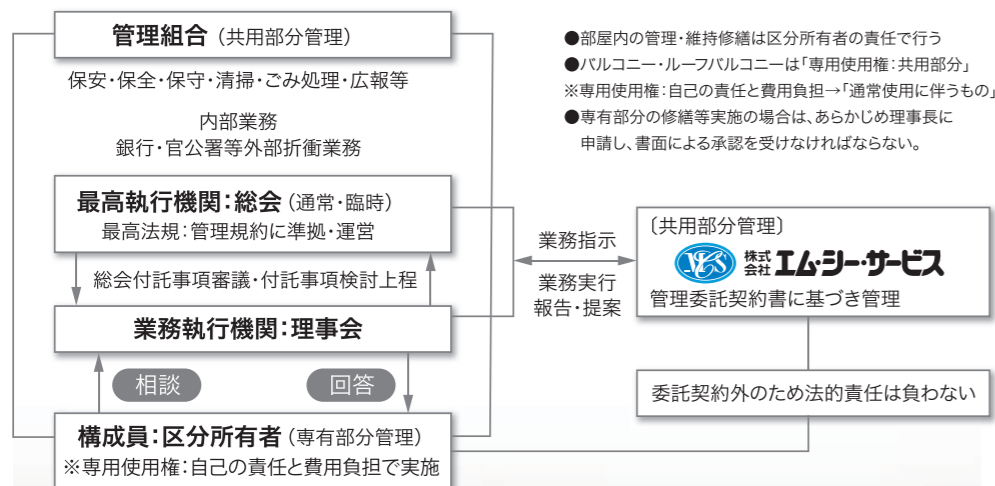 管理組合(共用部分管理)
保安・保全・保守・清掃・ごみ処理・広報等
内部業務
銀行・官公署等外部折衝業務
最高執行機関:総会(通常・臨時)
最高法規:管理規約に準拠・運営
総会付託事項審議・付託事項検討上程
業務執行機関:理事会
相談
回答
構成員:区分所有者(専有部分管理)
※専用使用権:自己の責任と費用負担で実施
●部屋内の管理・維持修繕は区分所有者の責任で行う
●バルコニー・ルーフバルコニーは「専用使用権:共用部分」
※専用使用権:自己の責任と費用負担→「通常使用に伴うもの」
●専有部分の修繕等実施の場合は、あらかじめ理事長に
申請し、書面による承認を受けなければならない。
業務指示
業務実行
報告・提案
〔共用部分管理〕
株式会社 エム・シー・サービス
管理委託契約書に基づき管理
委託契約外のため法的責任は負わない